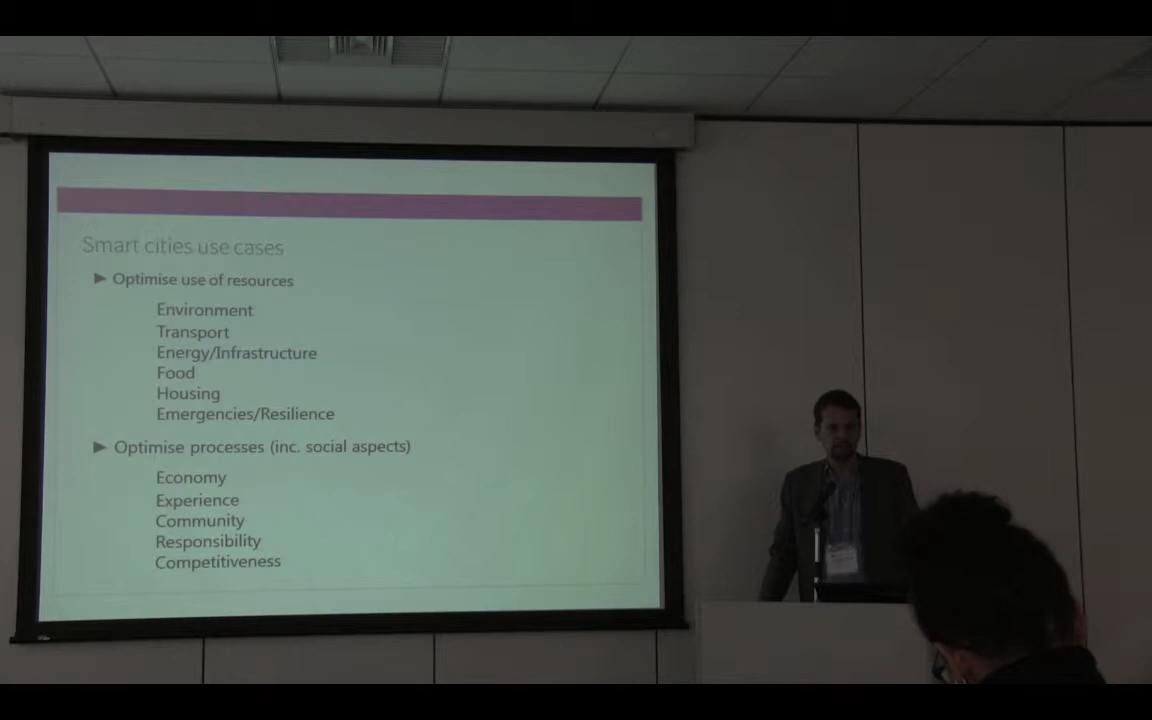 Smart cities use cases
► Optimise use of resources
Environment
Transport
Energy/Infrastructure
Food
Housing
Emergencies/Resilience
► Optimise processes (inc. social aspects)
Economy
Experience
Community
Responsibility
Competitiveness